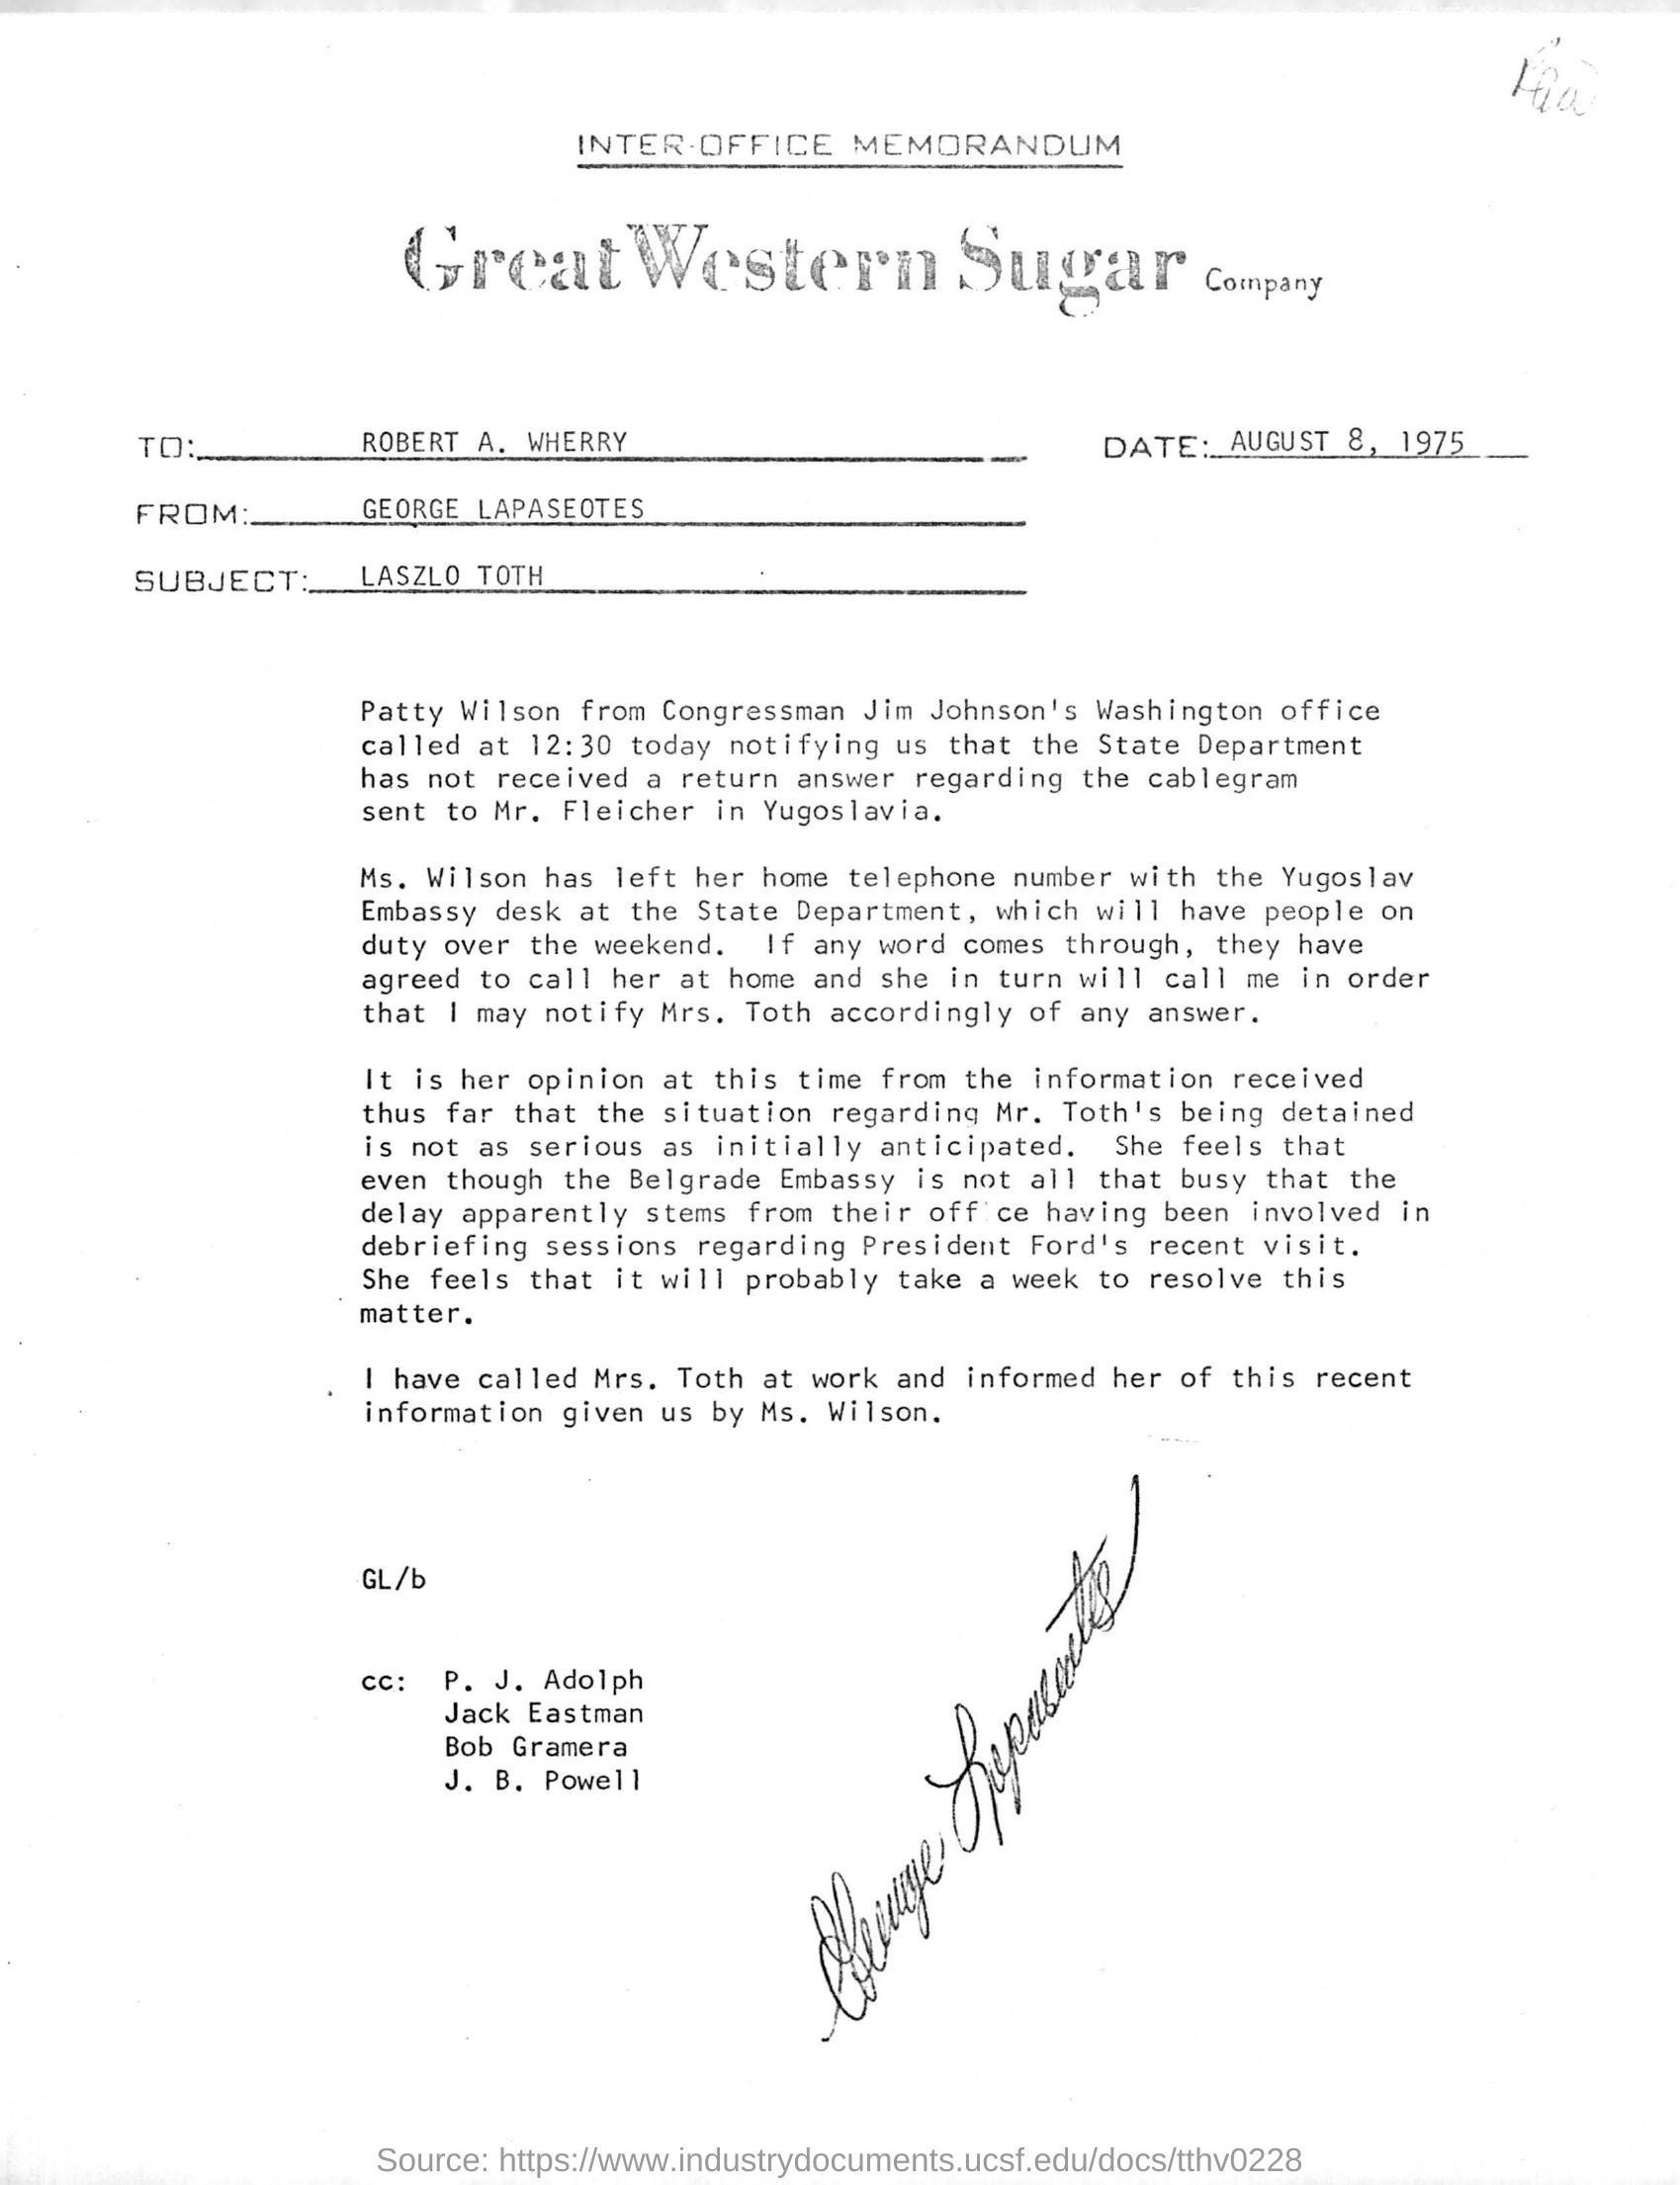 INTER-OFFICE MEMORANDUM
Great Western Sugar Company
TO: ROBERT A. WHERRY DATE: AUGUST 8, 1975
FROM: GEORGE LAPASEOTES
SUBJECT: LASZLO TOTH
Patty Wilson from Congressman Jim Johnson's Washington office
called at 12:30 today notifying us that the State Department
has not received a return answer regarding the cablegram
sent to Mr. Fleicher in Yugoslavia.
Ms. Wilson has left her home telephone number with the Yugoslav
Embassy desk at the State Department, which will have people on
duty over the weekend. If any word comes through, they have
agreed to call her at home and she in turn will call me in order
that I may notify Mrs. Toth accordingly of any answer.
It is her opinion at this time from the information received
thus far that the situation regarding Mr. Toth's being detained
is not as serious as initially anticipated. She feels that
even though the Belgrade Embassy is not all that busy that the
delay apparently stems from their off ce having been involved in
debriefing sessions regarding President Ford's recent visit.
She feels that it will probably take a week to resolve this
matter.
I have called Mrs. Toth at work and informed her of this recent
information given us by Ms. Wilson.
GL/b
cc: P. J. Adolph
Jack Eastman
Bob Gramera
J. B. Powell
George Lapaseotes
Source: https://www.industrydocuments.ucsf.edu/docs/tthv0228